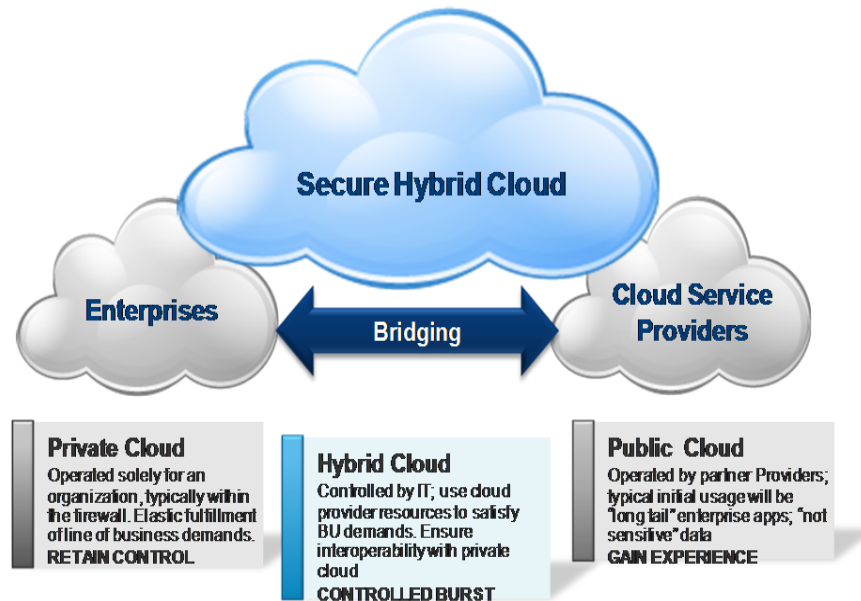 Secure Hybrid Cloud
Enterprises
Bridging
Cloud Service
Providers
Private Cloud
Operated solely for an
organization, typically within
the firewall. Elastic fulfillment
of line of business demands.
RETAIN CONTROL
Hybrid Cloud
Controlled by IT; use cloud
provider resources to satisfy
BU demands. Ensure
interoperability with private
cloud
CONTROLLED BURST
Public Cloud
Operated by partner Providers;
typical initial usage will be
"long tail" enterprise apps; "not
sensitive" data
GAIN EXPERIENCE